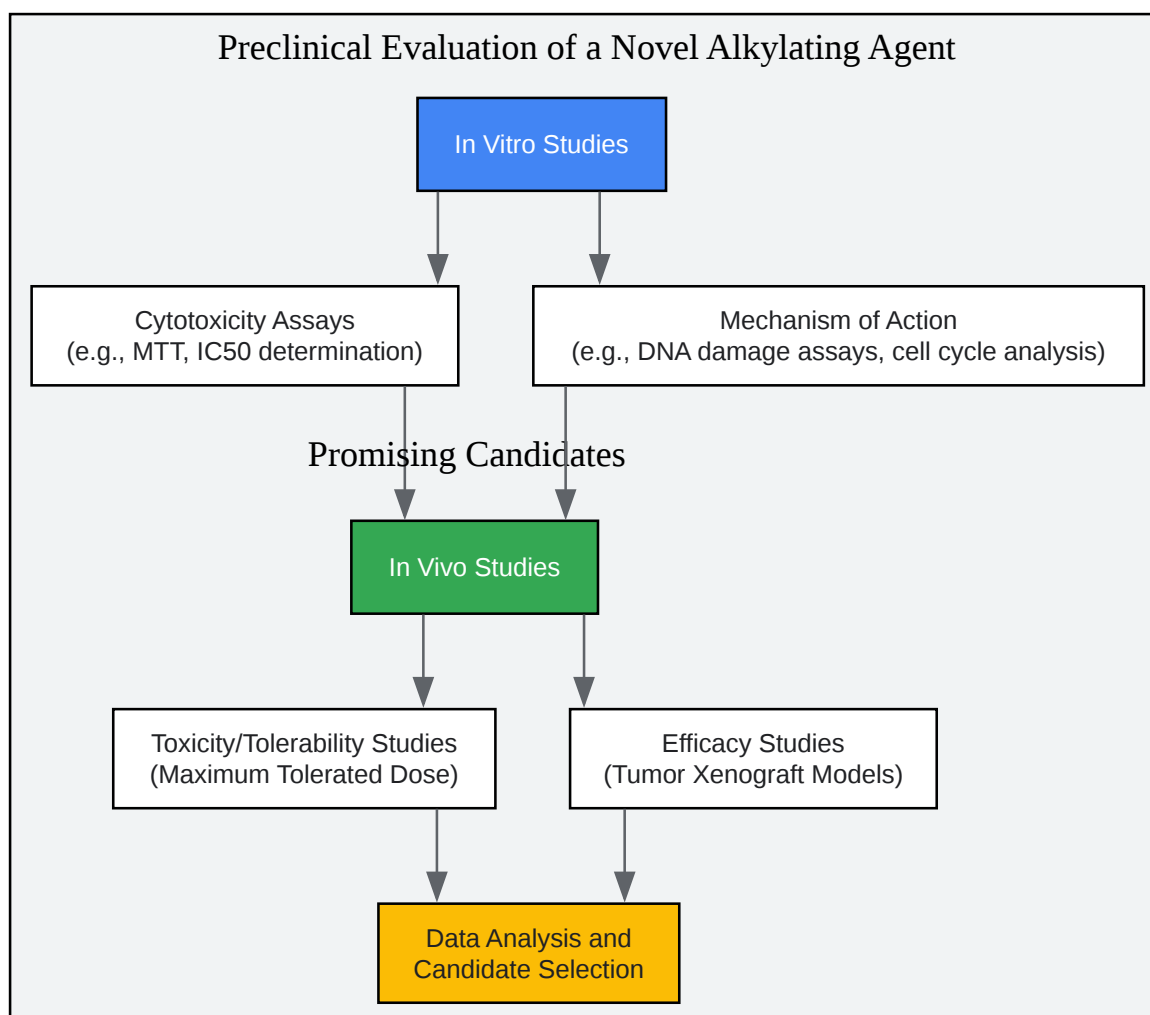 Preclinical Evaluation of a Novel Alkylating Agent
In Vitro Studies
Cytotoxicity Assays
(e.g., MTT, IC50 determination)
Mechanism of Action
(e.g., DNA damage assays, cell cycle analysis)
Promising Candidates
In Vivo Studies
Toxicity/Tolerability Studies
(Maximum Tolerated Dose)
Efficacy Studies
(Tumor Xenograft Models)
Data Analysis and
Candidate Selection